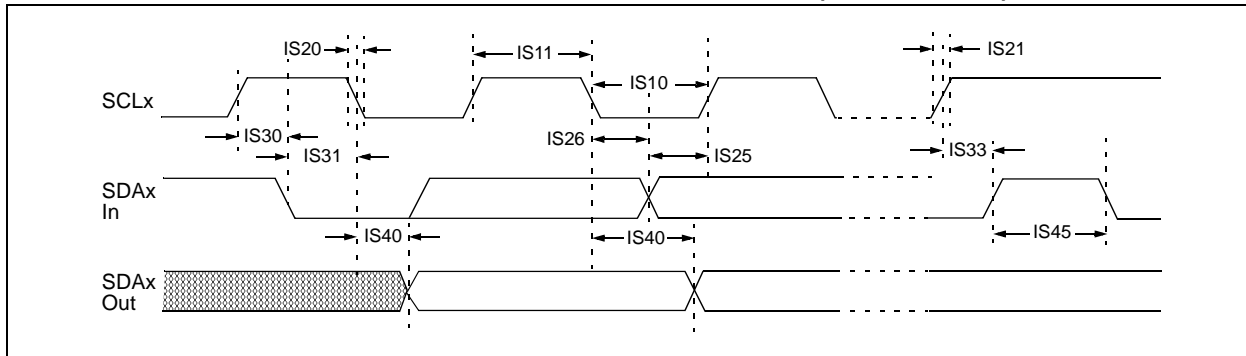 IS20
IS11
IS21
IS10
SCLx
IS30
IS26
IS31
IS25
IS33
SDAx
In
IS40
IS40
IS45
SDAx
Out